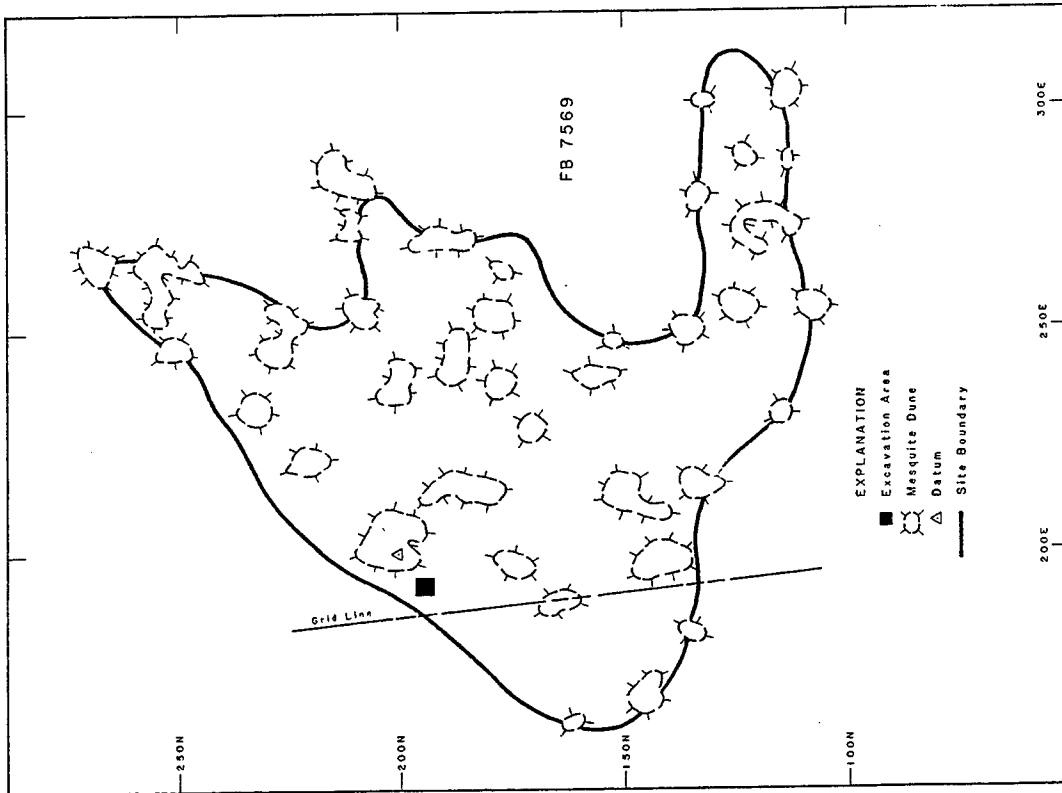 FB 7569
EXPLANATION
Excavation Area
Mesquite Dune
Datum
Site Boundary
Grid Line
250N
200N
150N
100N
200E
250E
300E